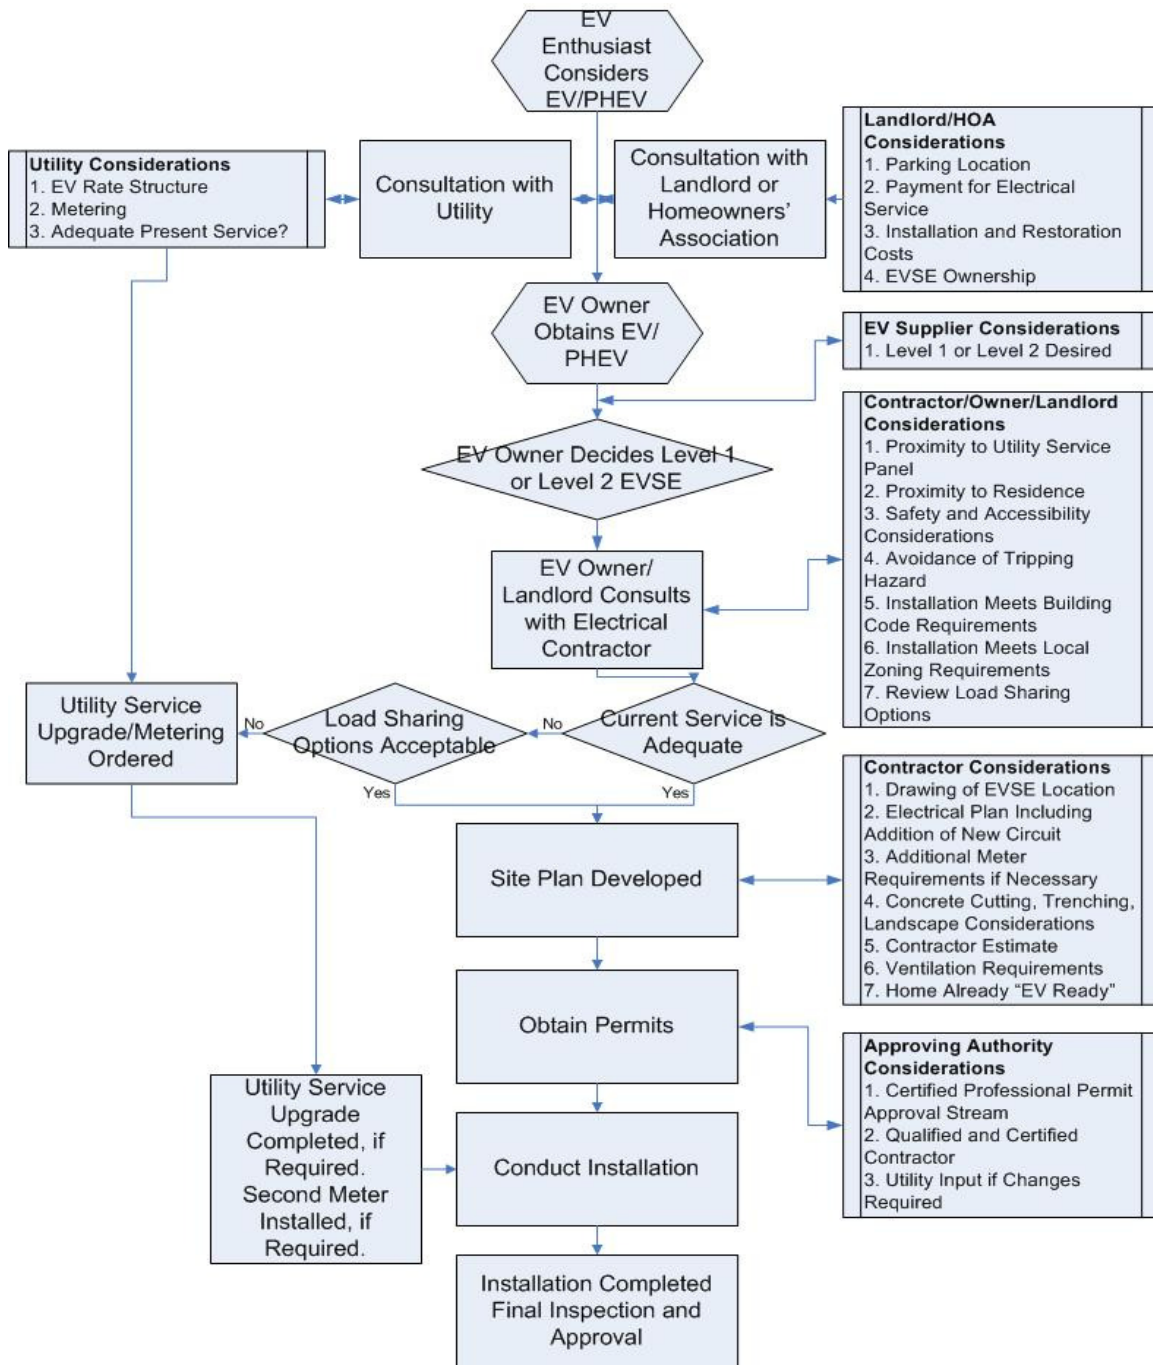 EV
Enthusiast
Considers
EV/PHEV
Utility Considerations
1. EV Rate Structure
2. Metering
3. Adequate Present Service?
Consultation with
Utility
Consultation with
Landlord or
Homeowners’
Association
Landlord/HOA
Considerations
1. Parking Location
2. Payment for Electrical
Service
3. Installation and Restoration
Costs
4. EVSE Ownership
EV Owner
Obtains EV/
PHEV
EV Supplier Considerations
1. Level 1 or Level 2 Desired
EV Owner Decides Level 1
or Level 2 EVSE
Contractor/Owner/Landlord
Considerations
1. Proximity to Utility Service
Panel
2. Proximity to Residence
3. Safety and Accessibility
Considerations
4. Avoidance of Tripping
Hazard
5. Installation Meets Building
Code Requirements
6. Installation Meets Local
Zoning Requirements
7. Review Load Sharing
Options
EV Owner/
Landlord Consults
with Electrical
Contractor
Utility Service
Upgrade/Metering
Ordered
No
Load Sharing
Options Acceptable
No
Current Service is
Adequate
Yes
Yes
Site Plan Developed
Contractor Considerations
1. Drawing of EVSE Location
2. Electrical Plan Including
Addition of New Circuit
3. Additional Meter
Requirements if Necessary
4. Concrete Cutting, Trenching,
Landscape Considerations
5. Contractor Estimate
6. Ventilation Requirements
7. Home Already “EV Ready”
Obtain Permits
Approving Authority
Considerations
1. Certified Professional Permit
Approval Stream
2. Qualified and Certified
Contractor
3. Utility Input if Changes
Required
Utility Service
Upgrade
Completed, if
Required.
Second Meter
Installed, if
Required.
Conduct Installation
Installation Completed
Final Inspection and
Approval